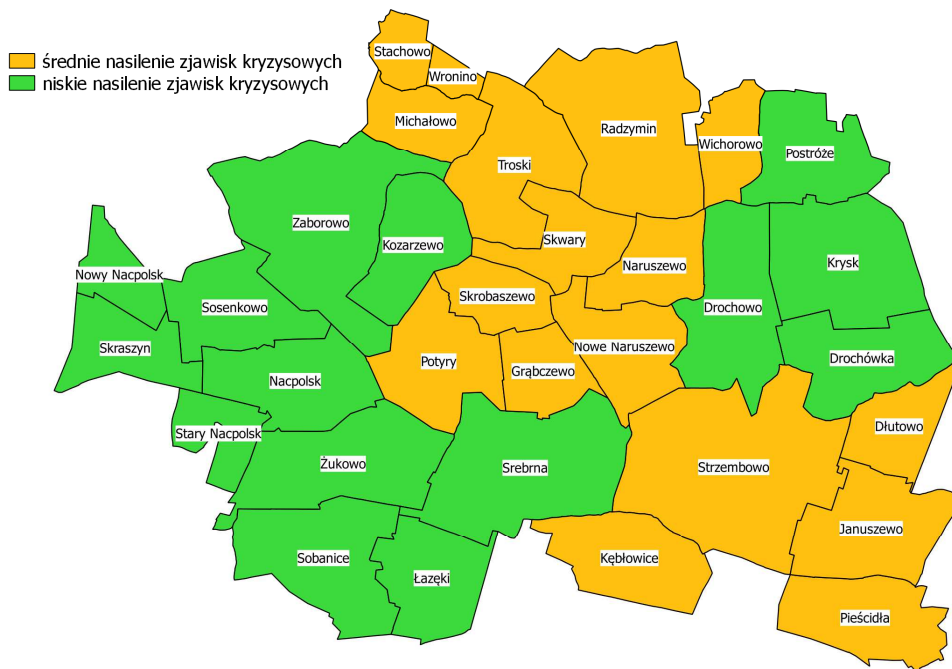 średnie nasilenie zjawisk kryzysowych
niskie nasilenie zjawisk kryzysowych
Stachowo
Wronino
Michałowo
Radzymin
Wichorowo
Postróże
Troski
Zaborowo
Kozarzewo
Skwary
Naruszewo
Krysk
Nowy Nacpolsk
Sosenkowo
Skrobaszewo
Drochowo
Skraszyn
Nacpolsk
Potyry
Grąbczewo
Nowe Naruszewo
Drochówka
Stary Nacpolsk
Dłutowo
Żukowo
Srebrna
Strzembowo
Januszewo
Sobanice
Łazęki
Kębłowice
Pieścidła